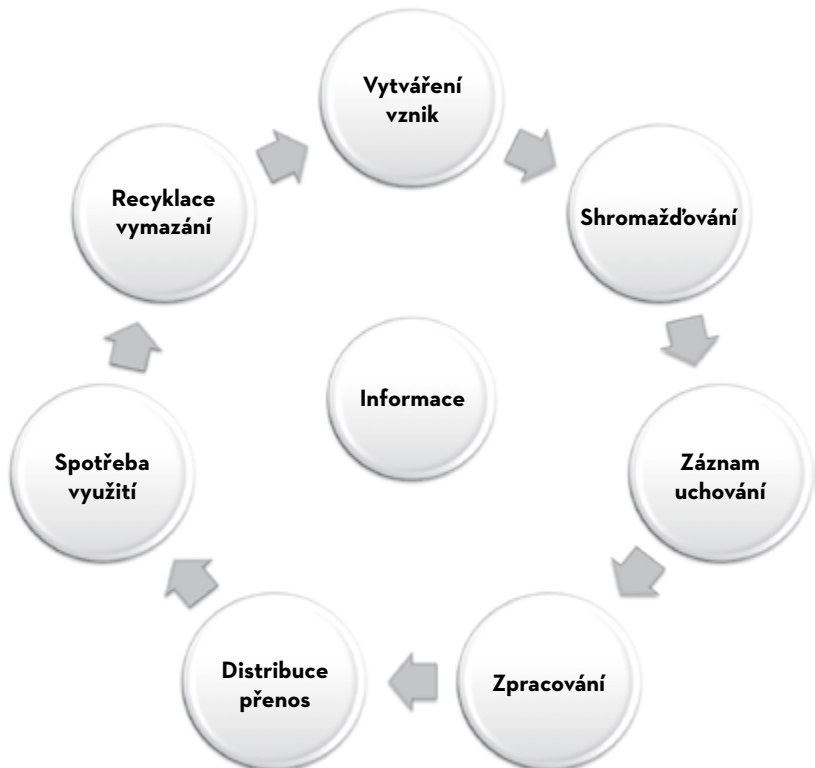 Vytváření
vznik
Shromažďování
Záznam
uchování
Zpracování
Distribuce
přenos
Spotřeba
využití
Recyklace
vymazání
Informace